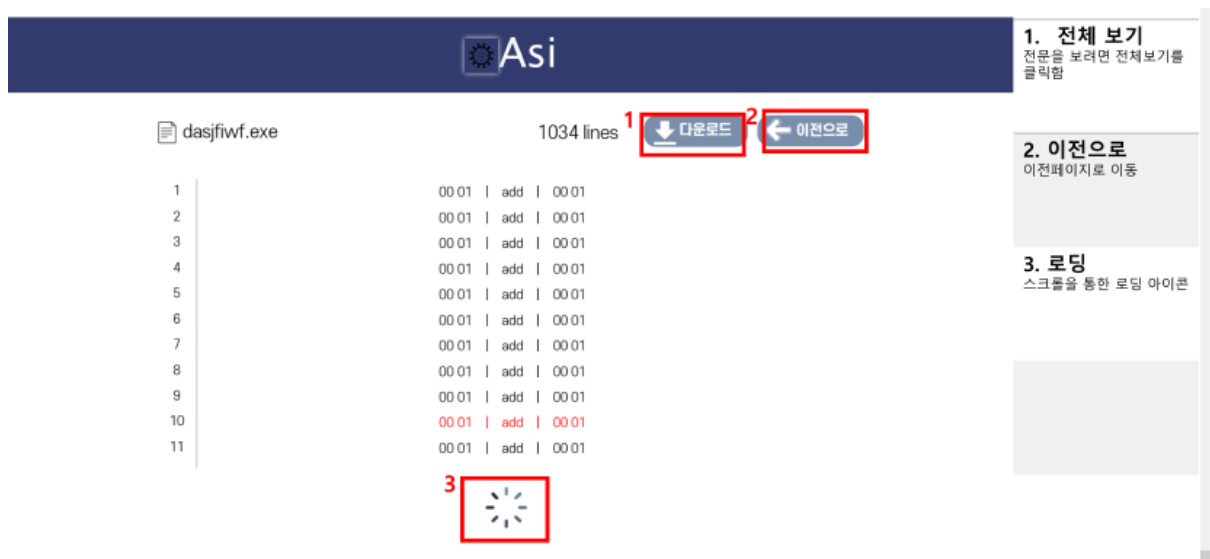 Asi
dasjfiwf.exe
1034 lines
1
다운로드
2
이전으로
1 00 01 | add | 00 01
2 00 01 | add | 00 01
3 00 01 | add | 00 01
4 00 01 | add | 00 01
5 00 01 | add | 00 01
6 00 01 | add | 00 01
7 00 01 | add | 00 01
8 00 01 | add | 00 01
9 00 01 | add | 00 01
10 00 01 | add | 00 01
11 00 01 | add | 00 01
3
1. 전체 보기
전문을 보려면 전체보기를
클릭함
2. 이전으로
이전페이지로 이동
3. 로딩
스크롤을 통한 로딩 아이콘